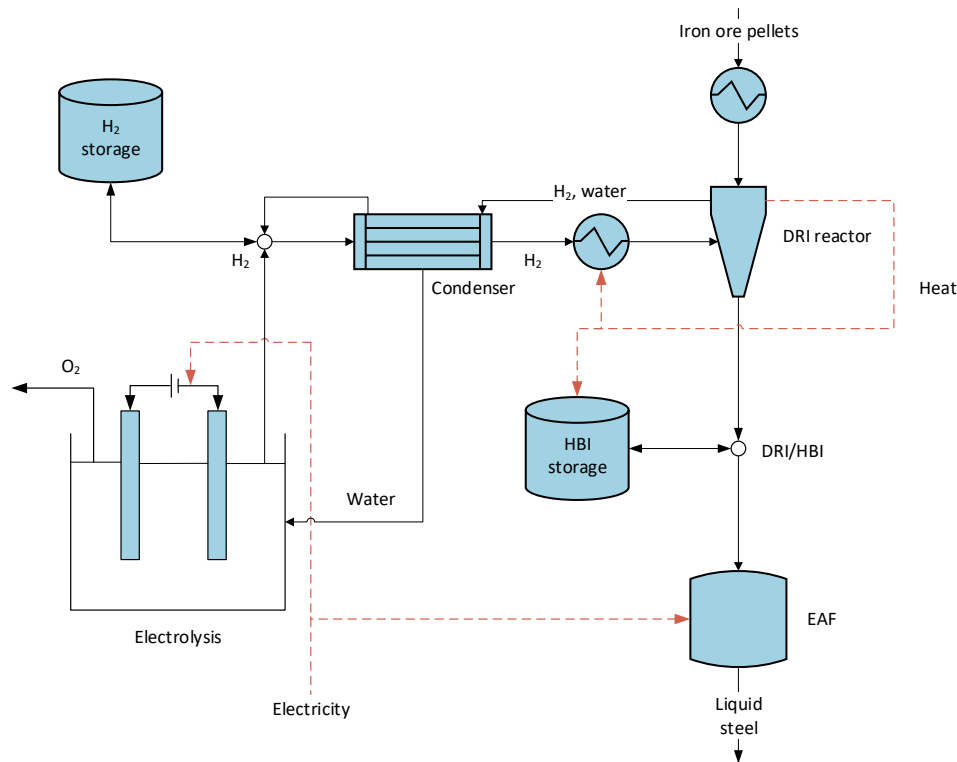 Iron ore pellets
H₂
storage
H₂, water
DRI reactor
H₂
H₂
Condenser
Heat
O₂
HBI
storage
DRI/HBI
Water
EAF
Electrolysis
Electricity
Liquid
steel